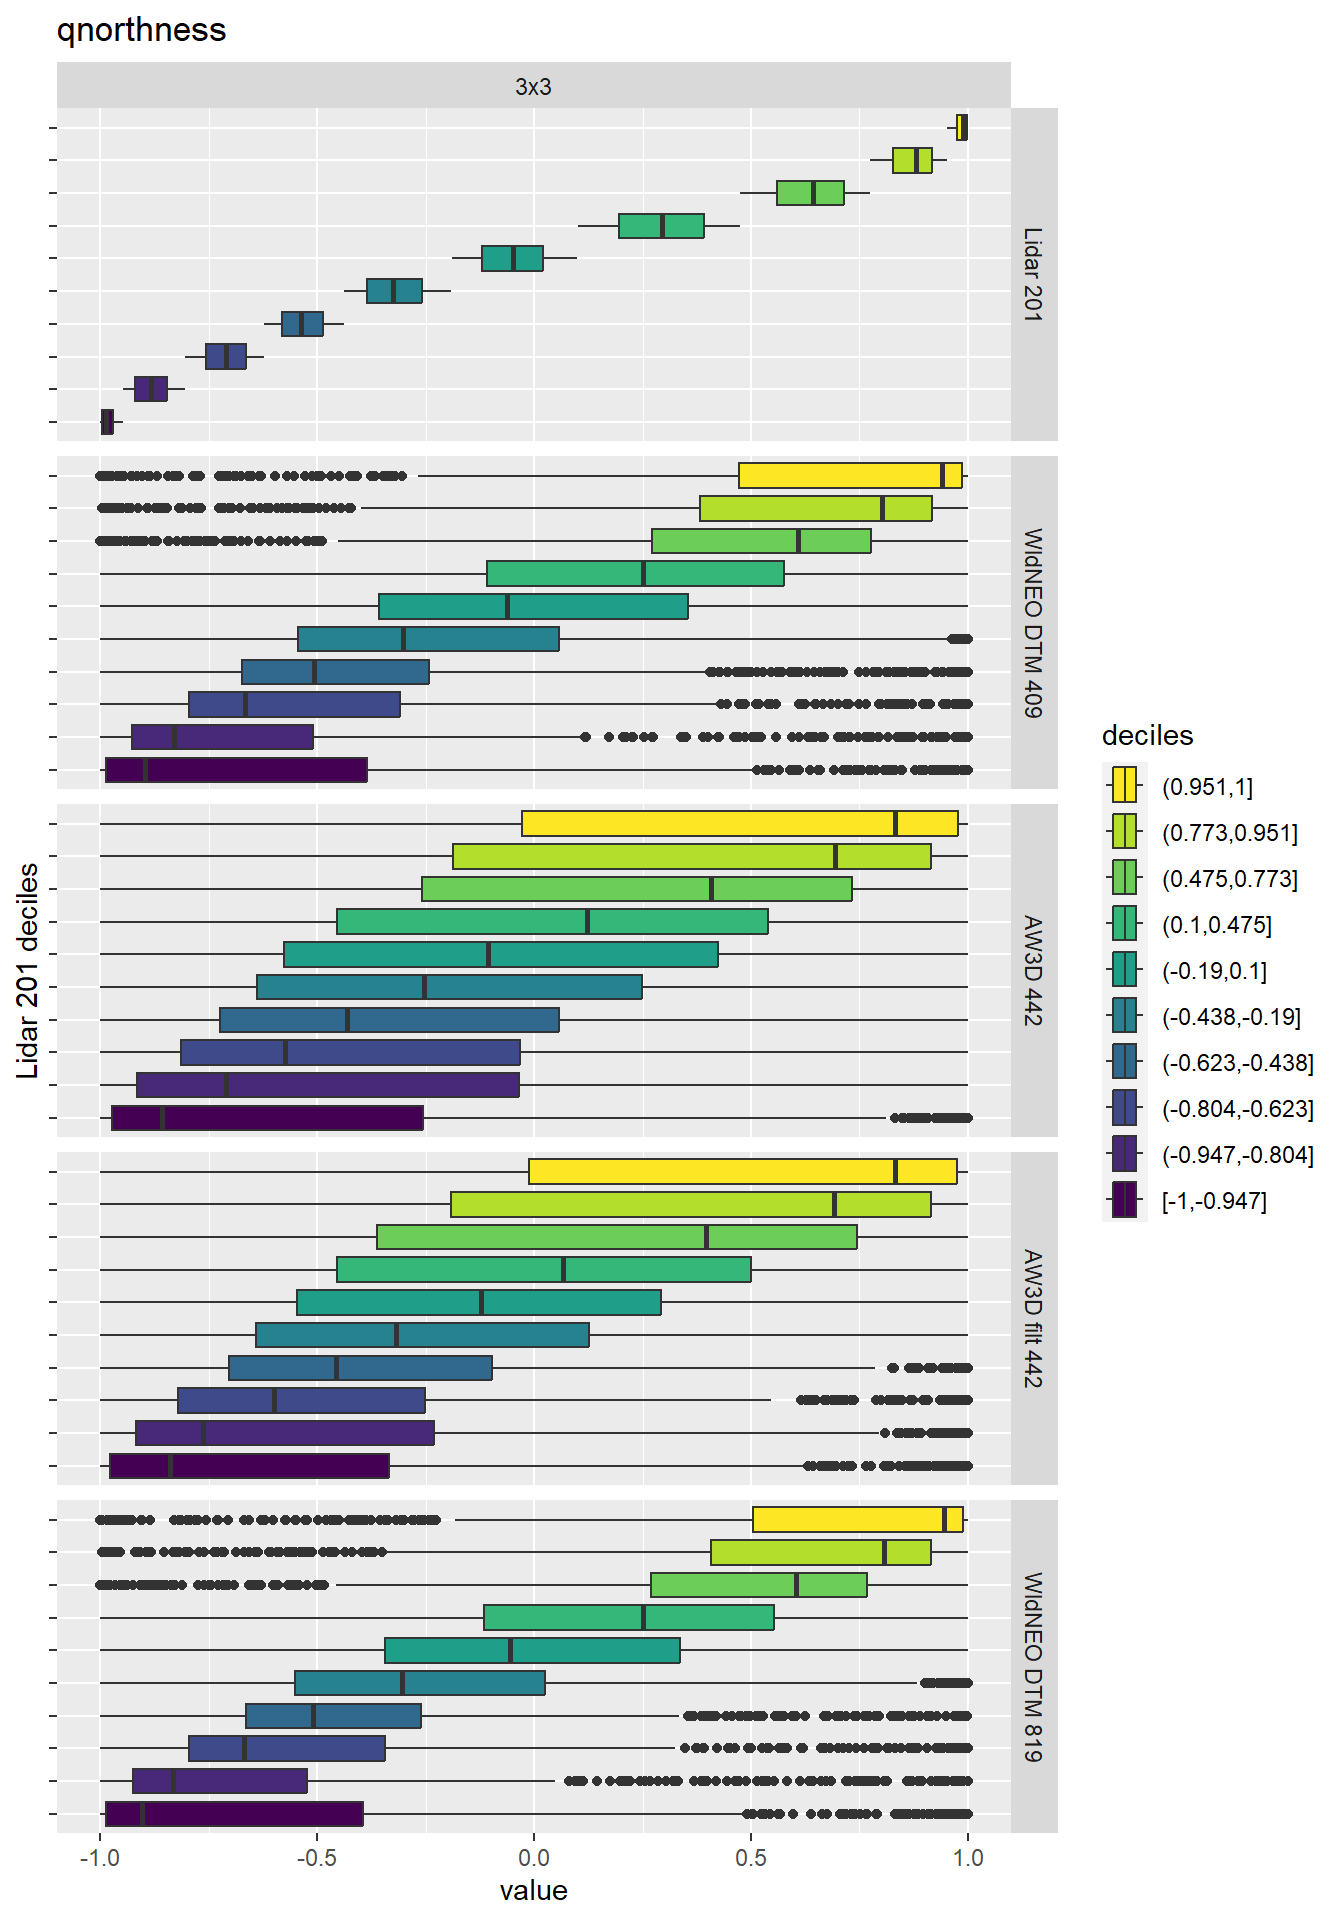 qnorthness
3x3
Lidar 201
WldNEO DTM 409
AW3D 442
AW3D filt 442
WldNEO DTM 819
Lidar 201 deciles
-1.0
-0.5
0.0
0.5
1.0
value
deciles
(0.951,1]
(0.773,0.951]
(0.475,0.773]
(0.1,0.475]
(-0.19,0.1]
(-0.438,-0.19]
(-0.623,-0.438]
(-0.804,-0.623]
(-0.947,-0.804]
[-1,-0.947]